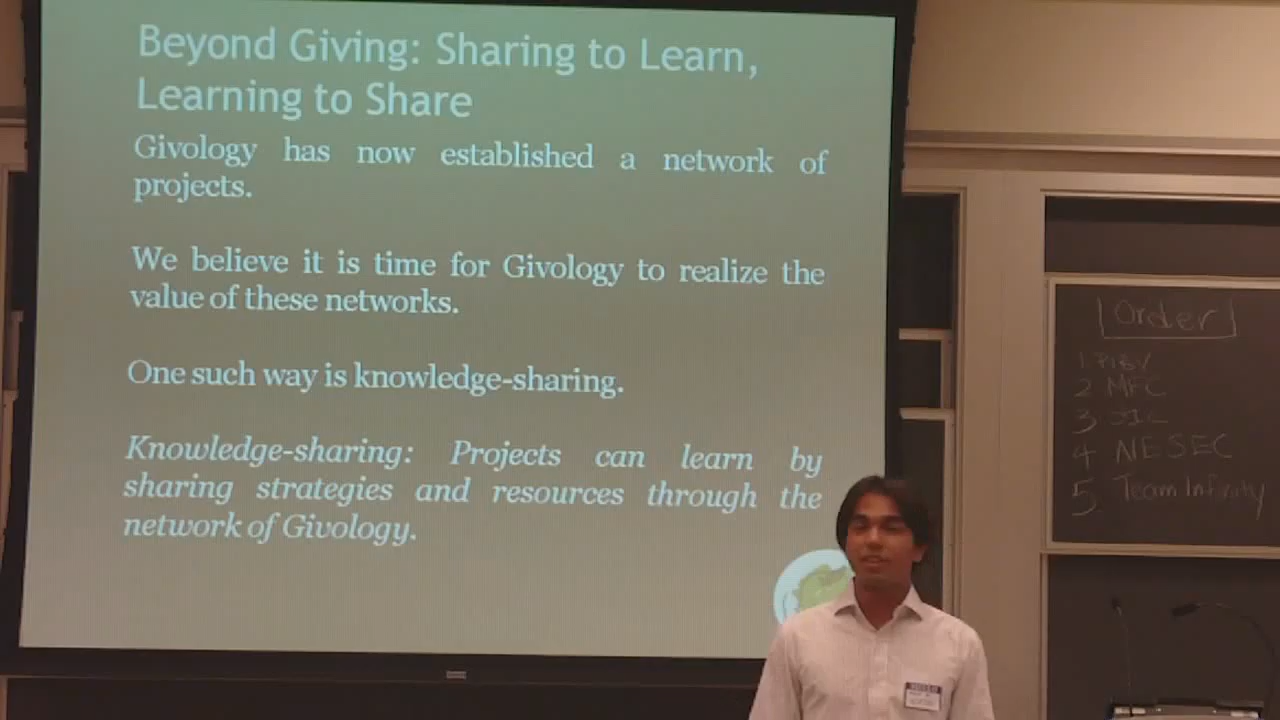 Beyond Giving: Sharing to Learn,
Learning to Share
Givology has now established a network of
projects.
We believe it is time for Givology to realize the
value of these networks.
One such way is knowledge-sharing.
Knowledge-sharing: Projects can learn by
sharing strategies and resources through the
network of Givology.
Order
1.
2 MFC
3
4 NESEC
5. Team Infinity